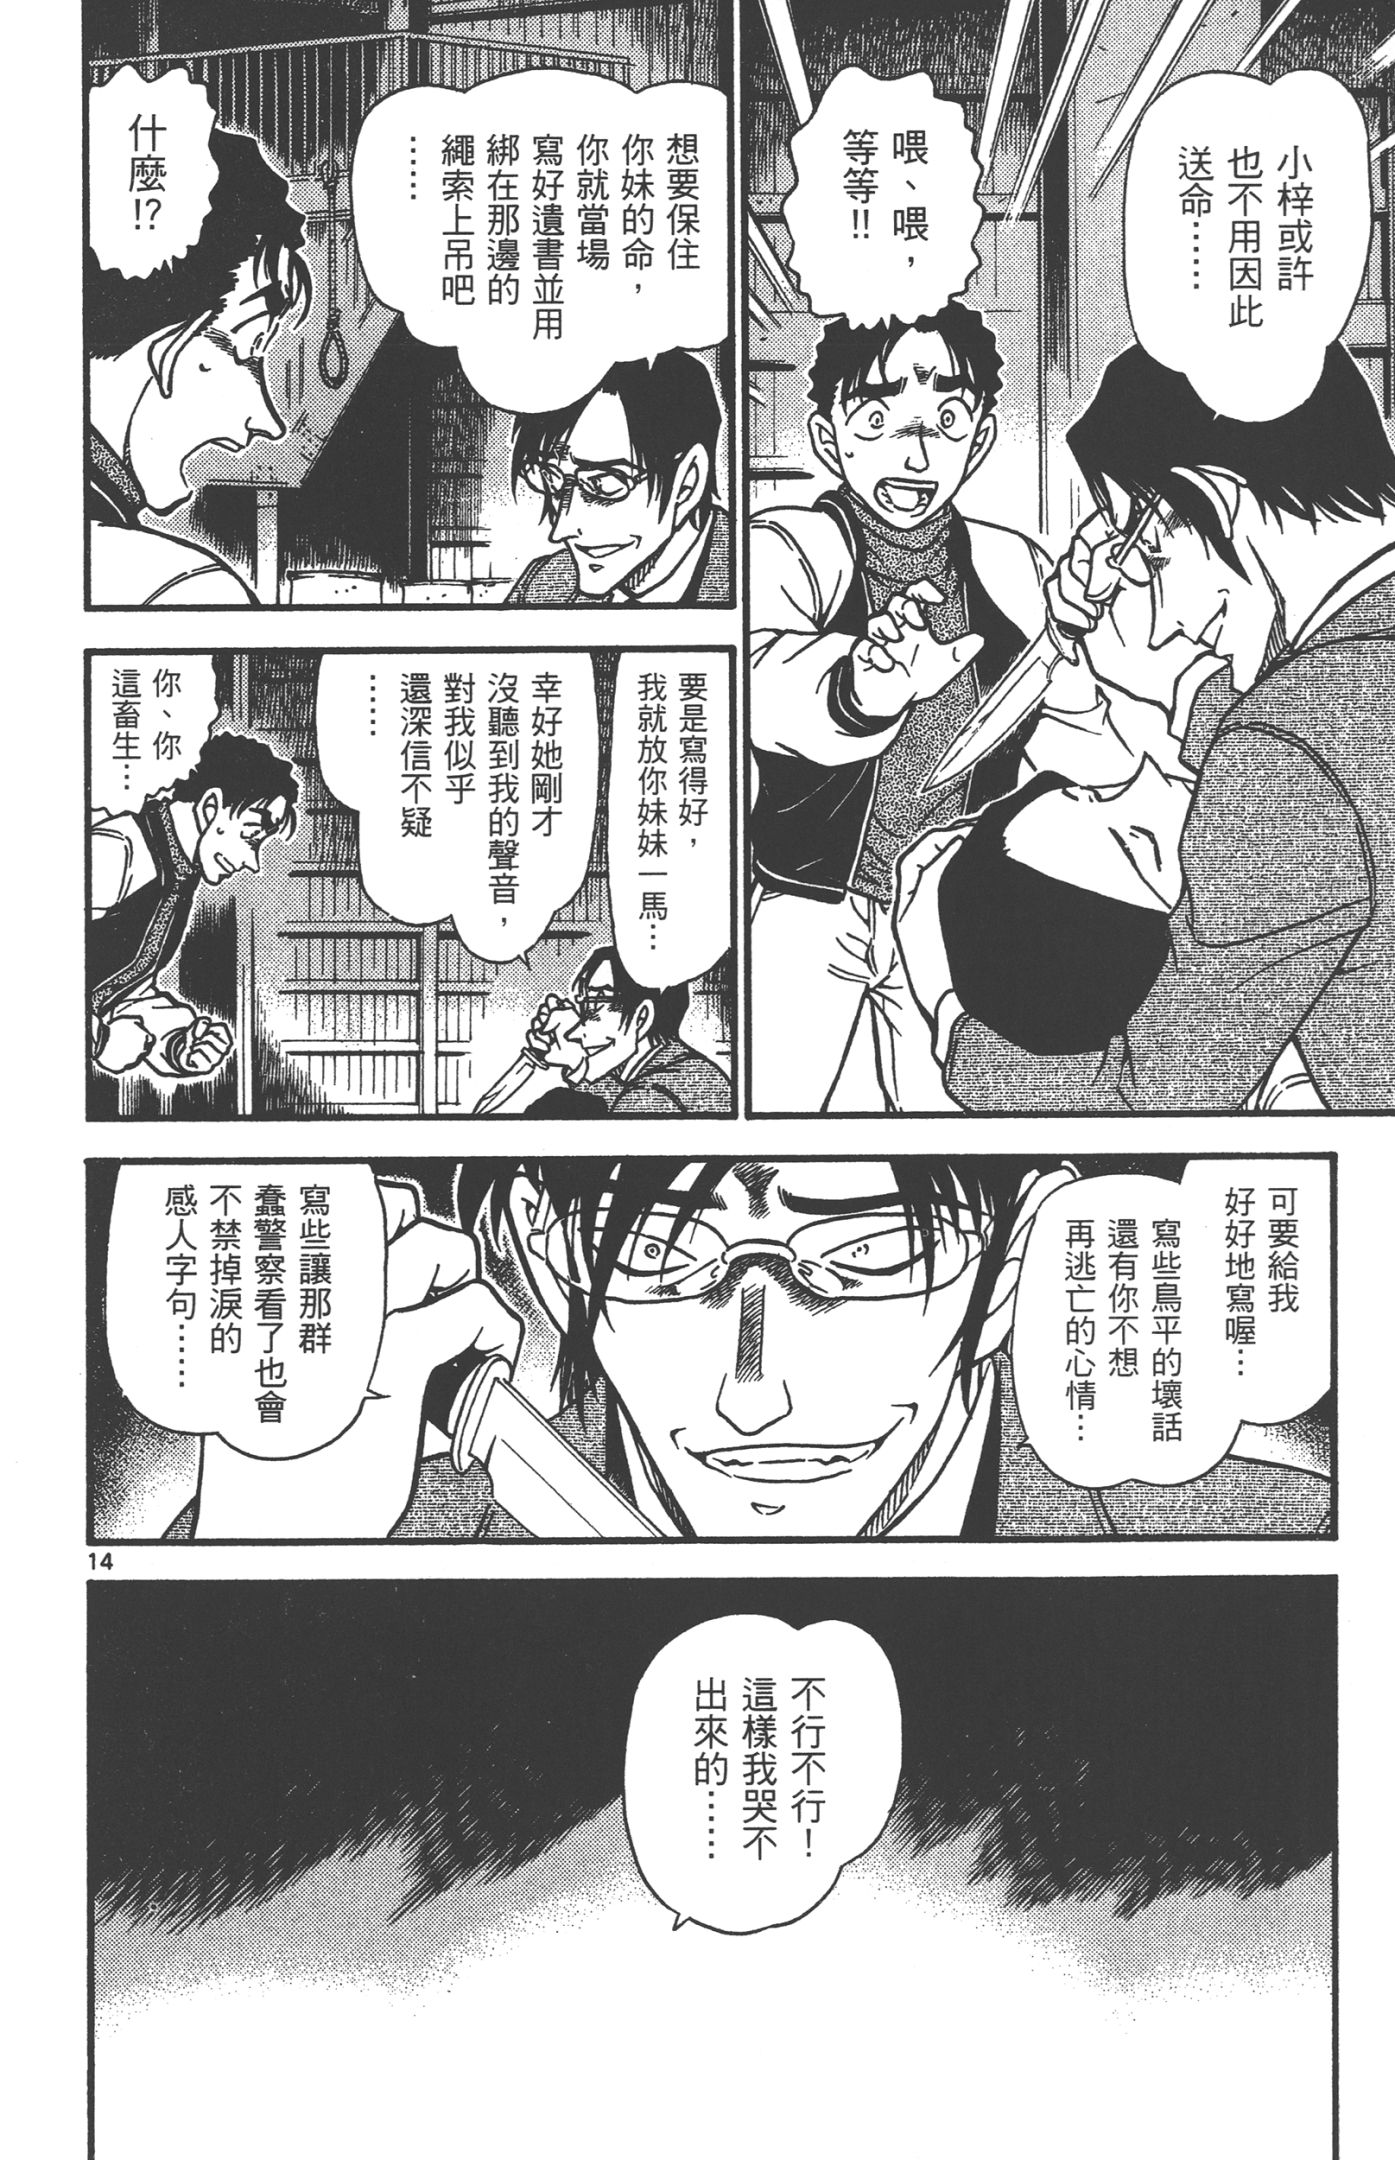 小梓或許
也不用因此
送命……
喂、喂，
等等!!
想要保住
你妹的命，
你就當場
寫好遺書並用
綁在那邊的
繩索上吊吧
……
什麼!?
要是寫得好，
我就放你妹妹一馬…
幸好她剛才
沒聽到我的聲音，
對我似乎
還深信不疑
……
你、你
這畜生…
可要給我
好好地寫喔…
寫些鳥平的壞話
還有你不想
再逃亡的心情…
寫些讓那群
蠢警察看了也會
不禁掉淚的
感人字句……
14
不行不行！
這樣我哭不
出來的……